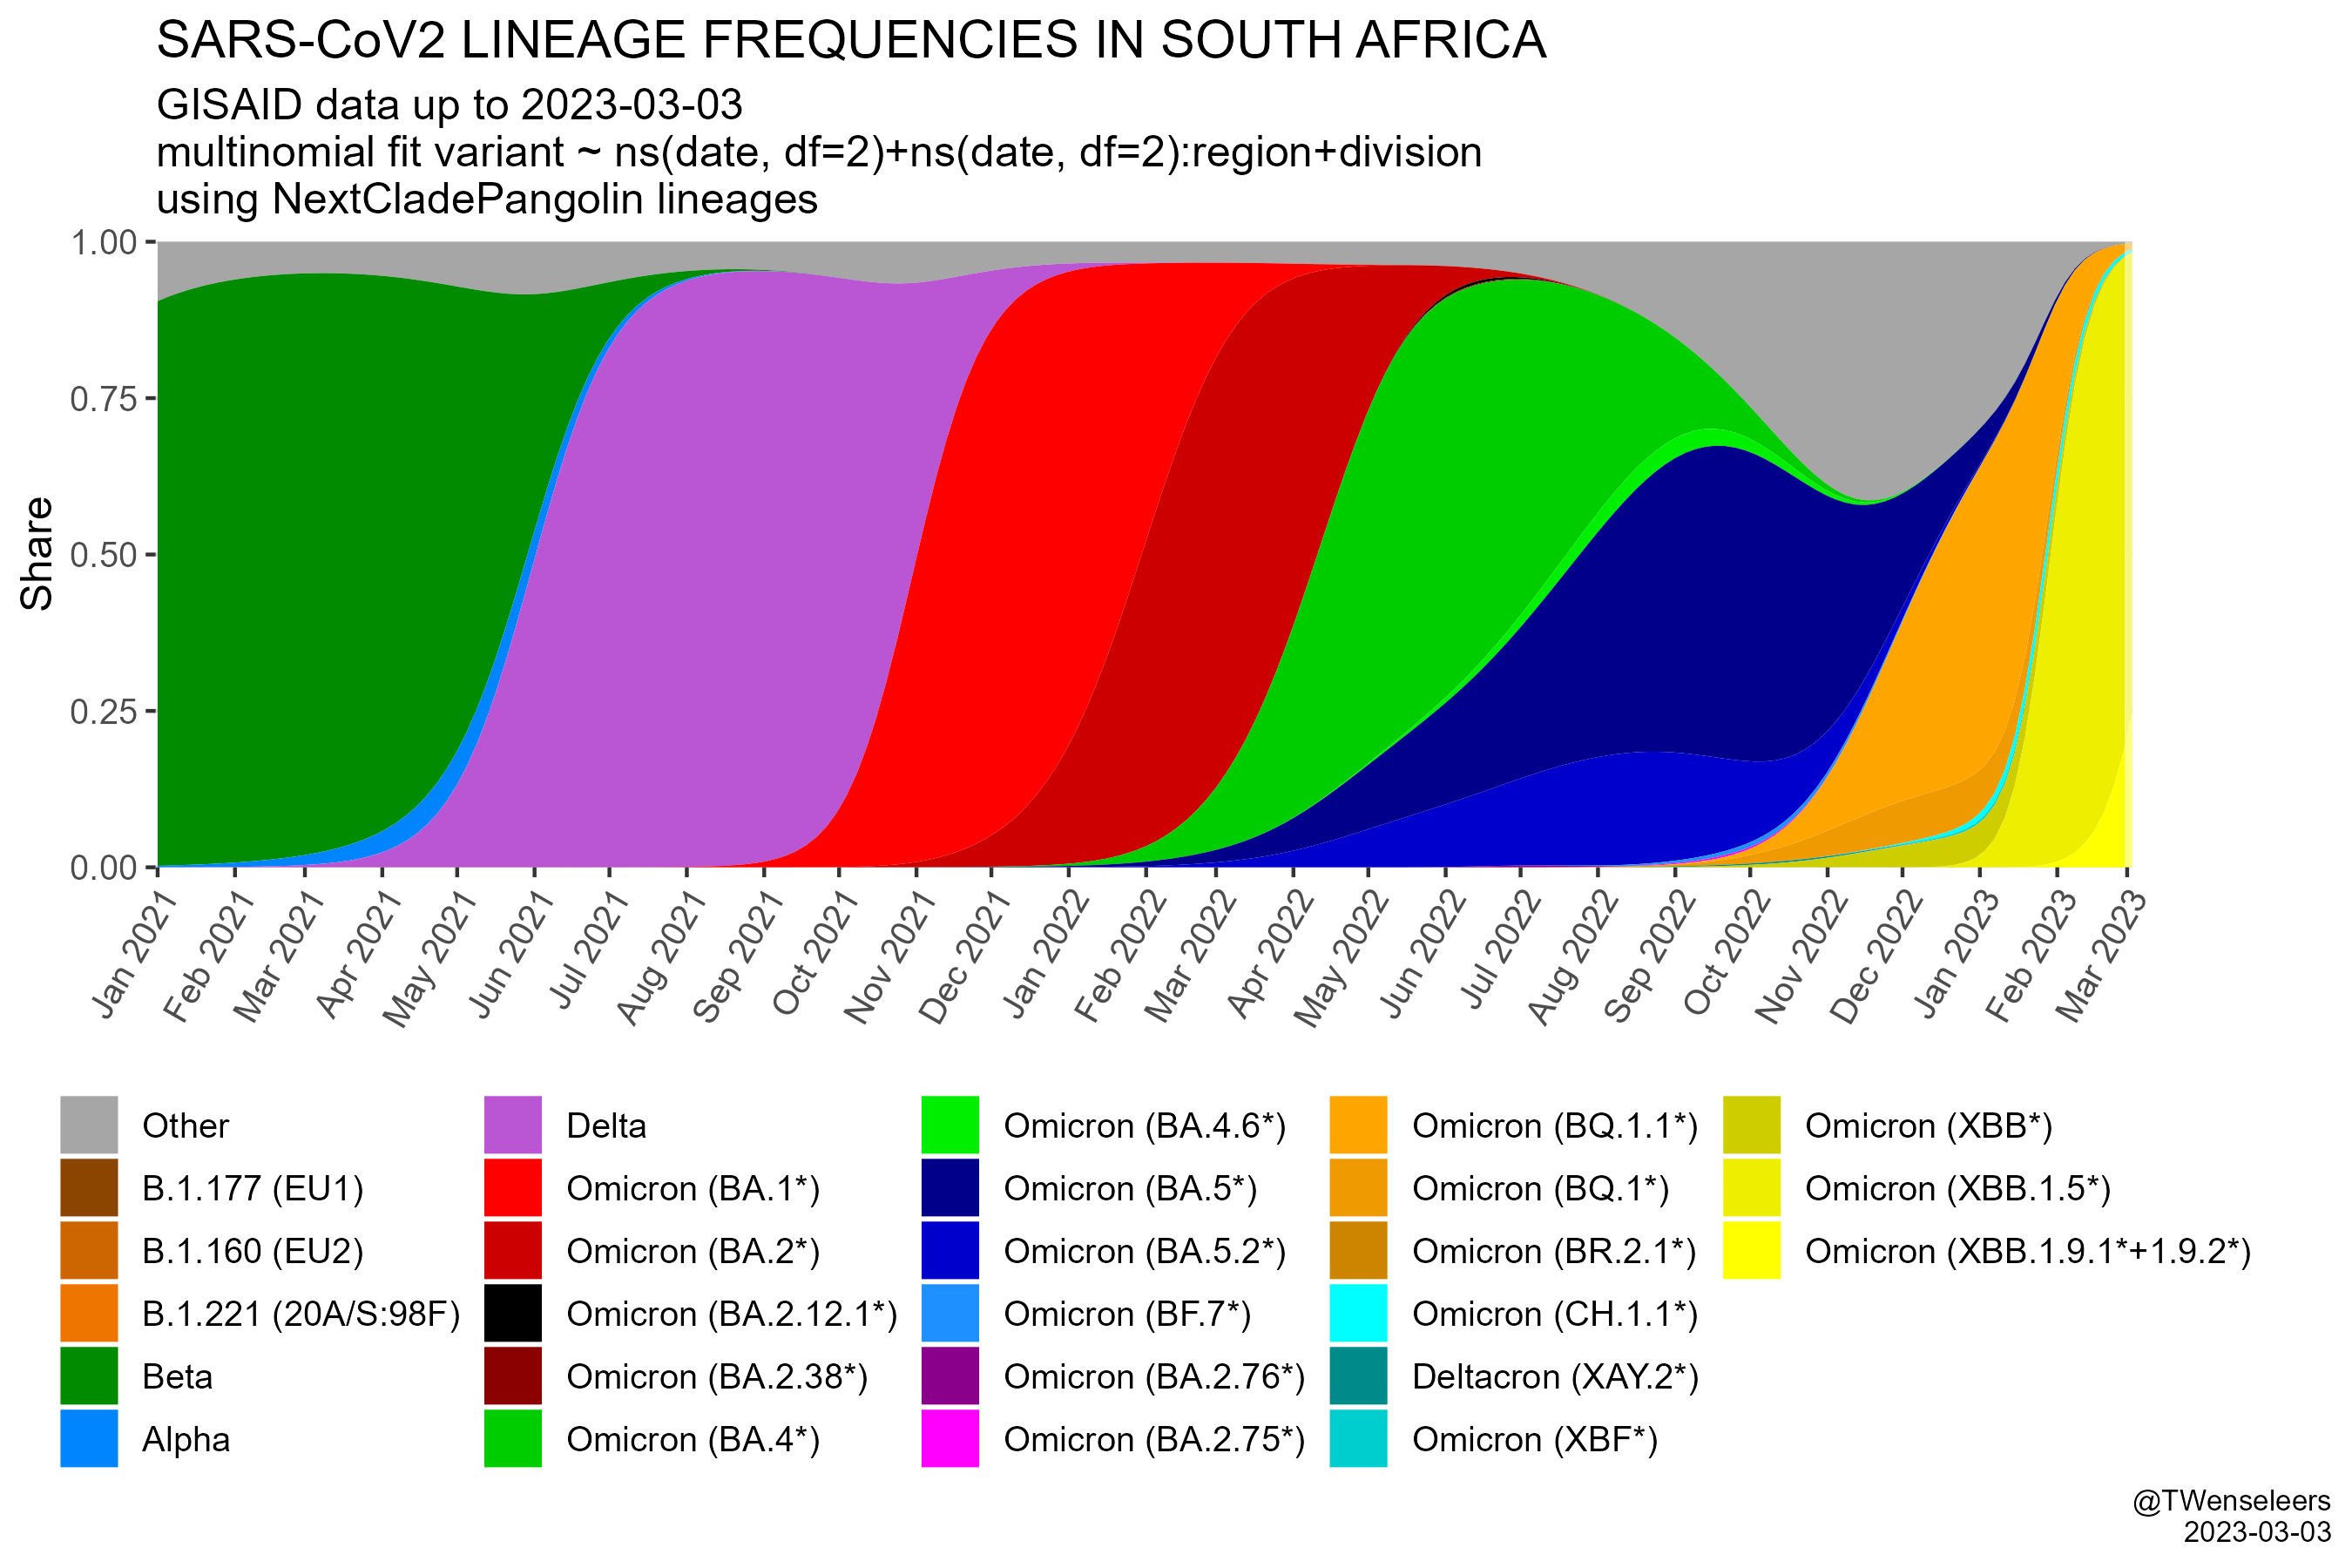 SARS-CoV2 LINEAGE FREQUENCIES IN SOUTH AFRICA
GISAID data up to 2023-03-03
multinomial fit variant ~ ns(date, df=2)+ns(date, df=2):region+division
using NextCladePangolin lineages
Share
1.00
0.75
0.50
0.25
0.00
Jan 2021
Feb 2021
Mar 2021
Apr 2021
May 2021
Jun 2021
Jul 2021
Aug 2021
Sep 2021
Oct 2021
Nov 2021
Dec 2021
Jan 2022
Feb 2022
Mar 2022
Apr 2022
May 2022
Jun 2022
Jul 2022
Aug 2022
Sep 2022
Oct 2022
Nov 2022
Dec 2022
Jan 2023
Feb 2023
Mar 2023
Other
B.1.177 (EU1)
B.1.160 (EU2)
B.1.221 (20A/S:98F)
Beta
Alpha
Delta
Omicron (BA.1*)
Omicron (BA.2*)
Omicron (BA.2.12.1*)
Omicron (BA.2.38*)
Omicron (BA.4*)
Omicron (BA.4.6*)
Omicron (BA.5*)
Omicron (BA.5.2*)
Omicron (BF.7*)
Omicron (BA.2.76*)
Omicron (BA.2.75*)
Omicron (BQ.1.1*)
Omicron (BQ.1*)
Omicron (BR.2.1*)
Omicron (CH.1.1*)
Deltacron (XAY.2*)
Omicron (XBF*)
Omicron (XBB*)
Omicron (XBB.1.5*)
Omicron (XBB.1.9.1*+1.9.2*)
@TWenseleers
2023-03-03